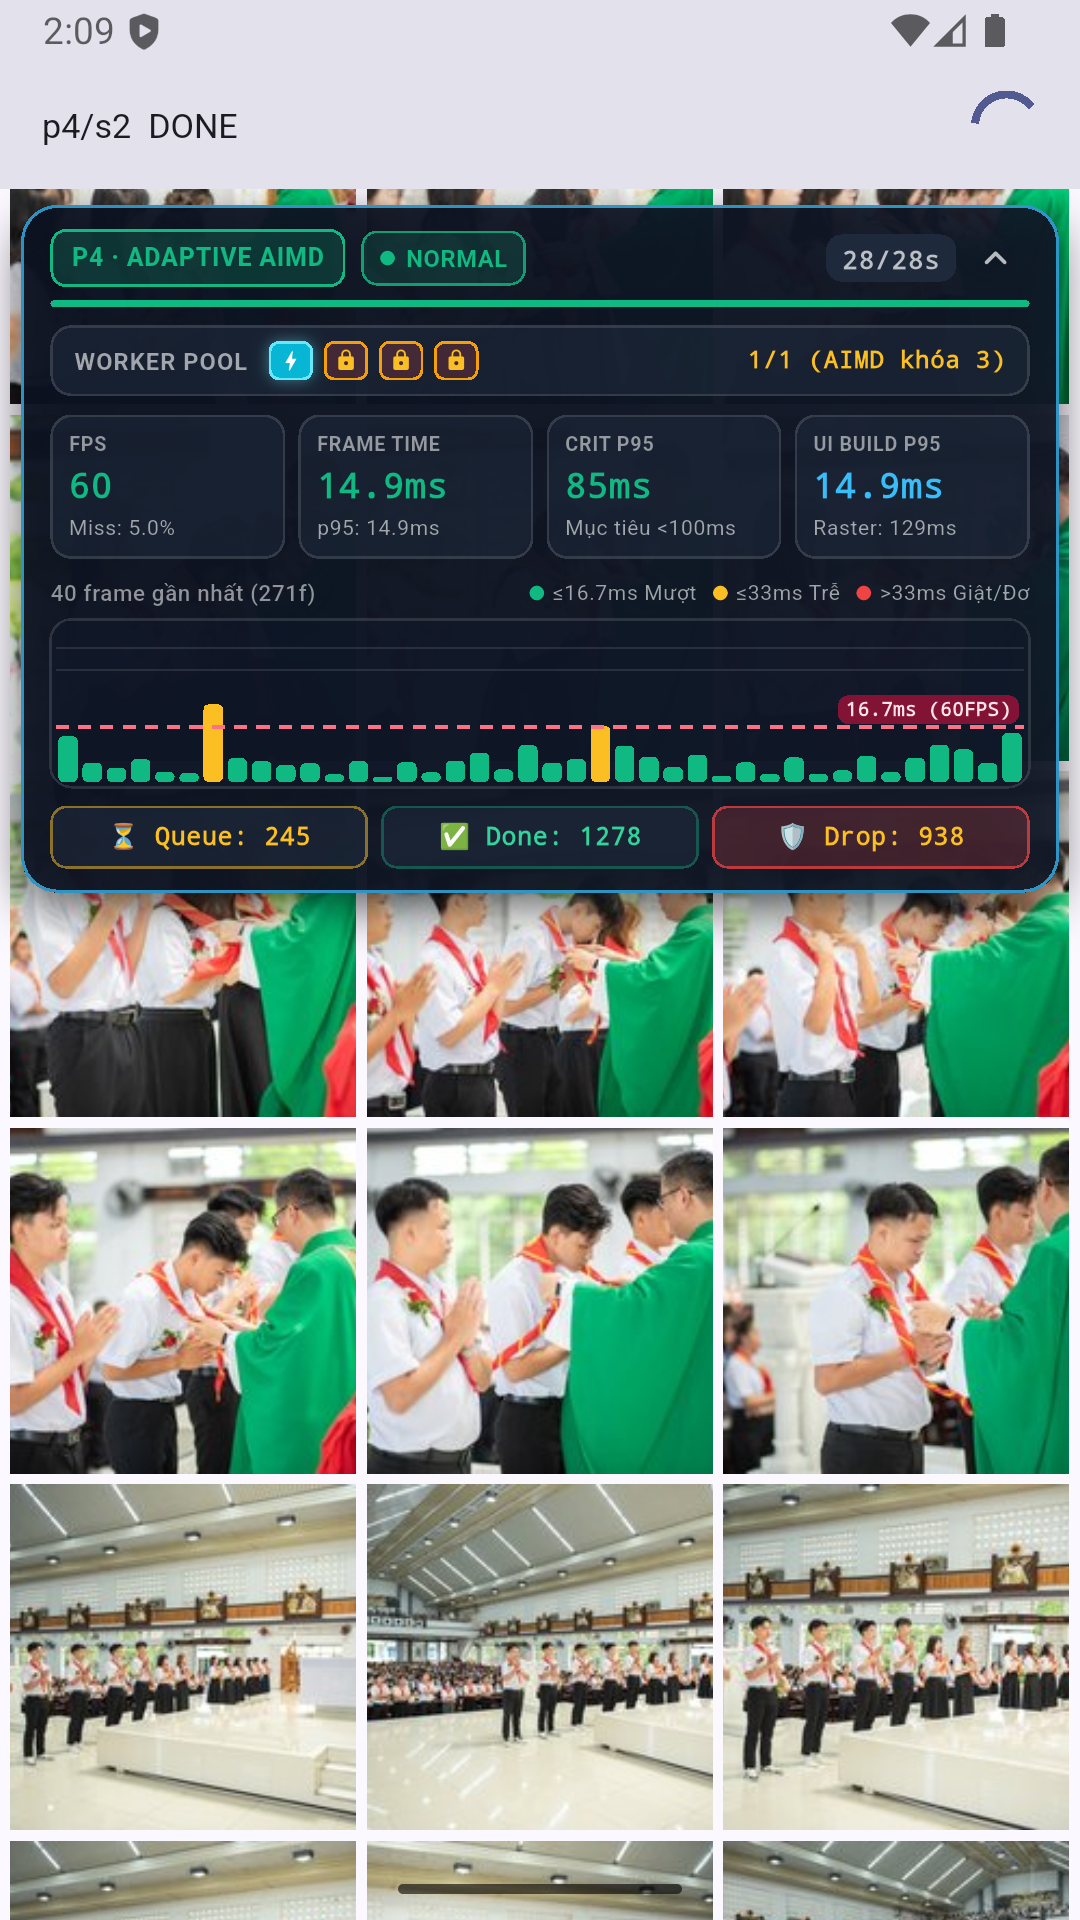 2:09
p4/s2 DONE
P4 · ADAPTIVE AIMD
NORMAL
28/28s
WORKER POOL
1/1 (AIMD khóa 3)
FPS
60
Miss: 5.0%
FRAME TIME
14.9ms
p95: 14.9ms
CRIT P95
85ms
Mục tiêu <100ms
UI BUILD P95
14.9ms
Raster: 129ms
40 frame gần nhất (271f)
≤16.7ms Mượt
≤33ms Trễ
>33ms Giật/Đơ
16.7ms (60FPS)
⏳ Queue: 245
✅ Done: 1278
🛡️ Drop: 938